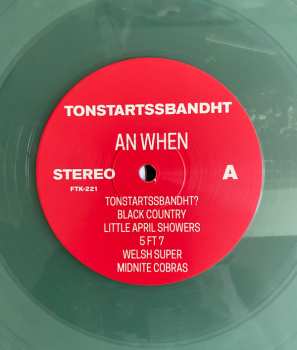 TONSTARTSSBANDHT
AN WHEN
STEREO A
FTK-221
TONSTARTSSBANDHT?
BLACK COUNTRY
LITTLE APRIL SHOWERS
5 FT 7
WELSH SUPER
MIDNITE COBRAS